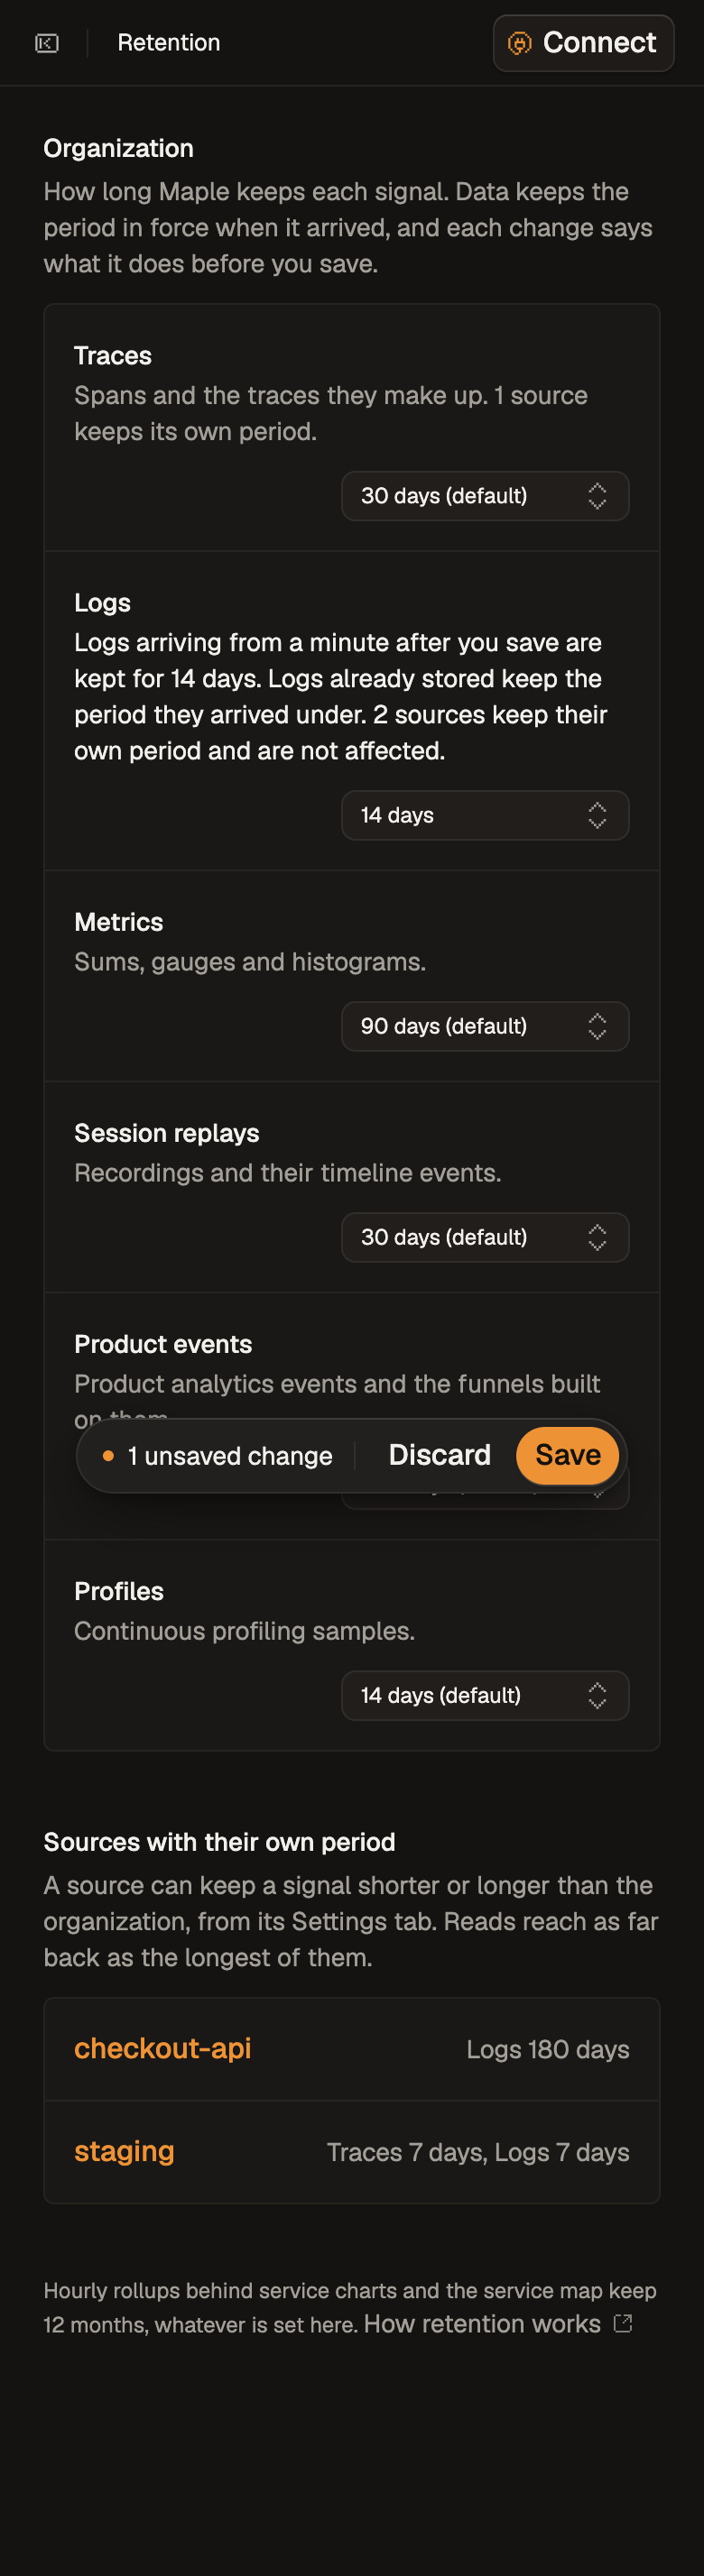 Retention
Connect
Organization
How long Maple keeps each signal. Data keeps the
period in force when it arrived, and each change says
what it does before you save.
Traces
Spans and the traces they make up. 1 source
keeps its own period.
30 days (default)
Logs
Logs arriving from a minute after you save are
kept for 14 days. Logs already stored keep the
period they arrived under. 2 sources keep their
own period and are not affected.
14 days
Metrics
Sums, gauges and histograms.
90 days (default)
Session replays
Recordings and their timeline events.
30 days (default)
Product events
Product analytics events and the funnels built
on them.
1 unsaved change
Discard
Save
Profiles
Continuous profiling samples.
14 days (default)
Sources with their own period
A source can keep a signal shorter or longer than the
organization, from its Settings tab. Reads reach as far
back as the longest of them.
checkout-api
Logs 180 days
staging
Traces 7 days, Logs 7 days
Hourly rollups behind service charts and the service map keep
12 months, whatever is set here. How retention works